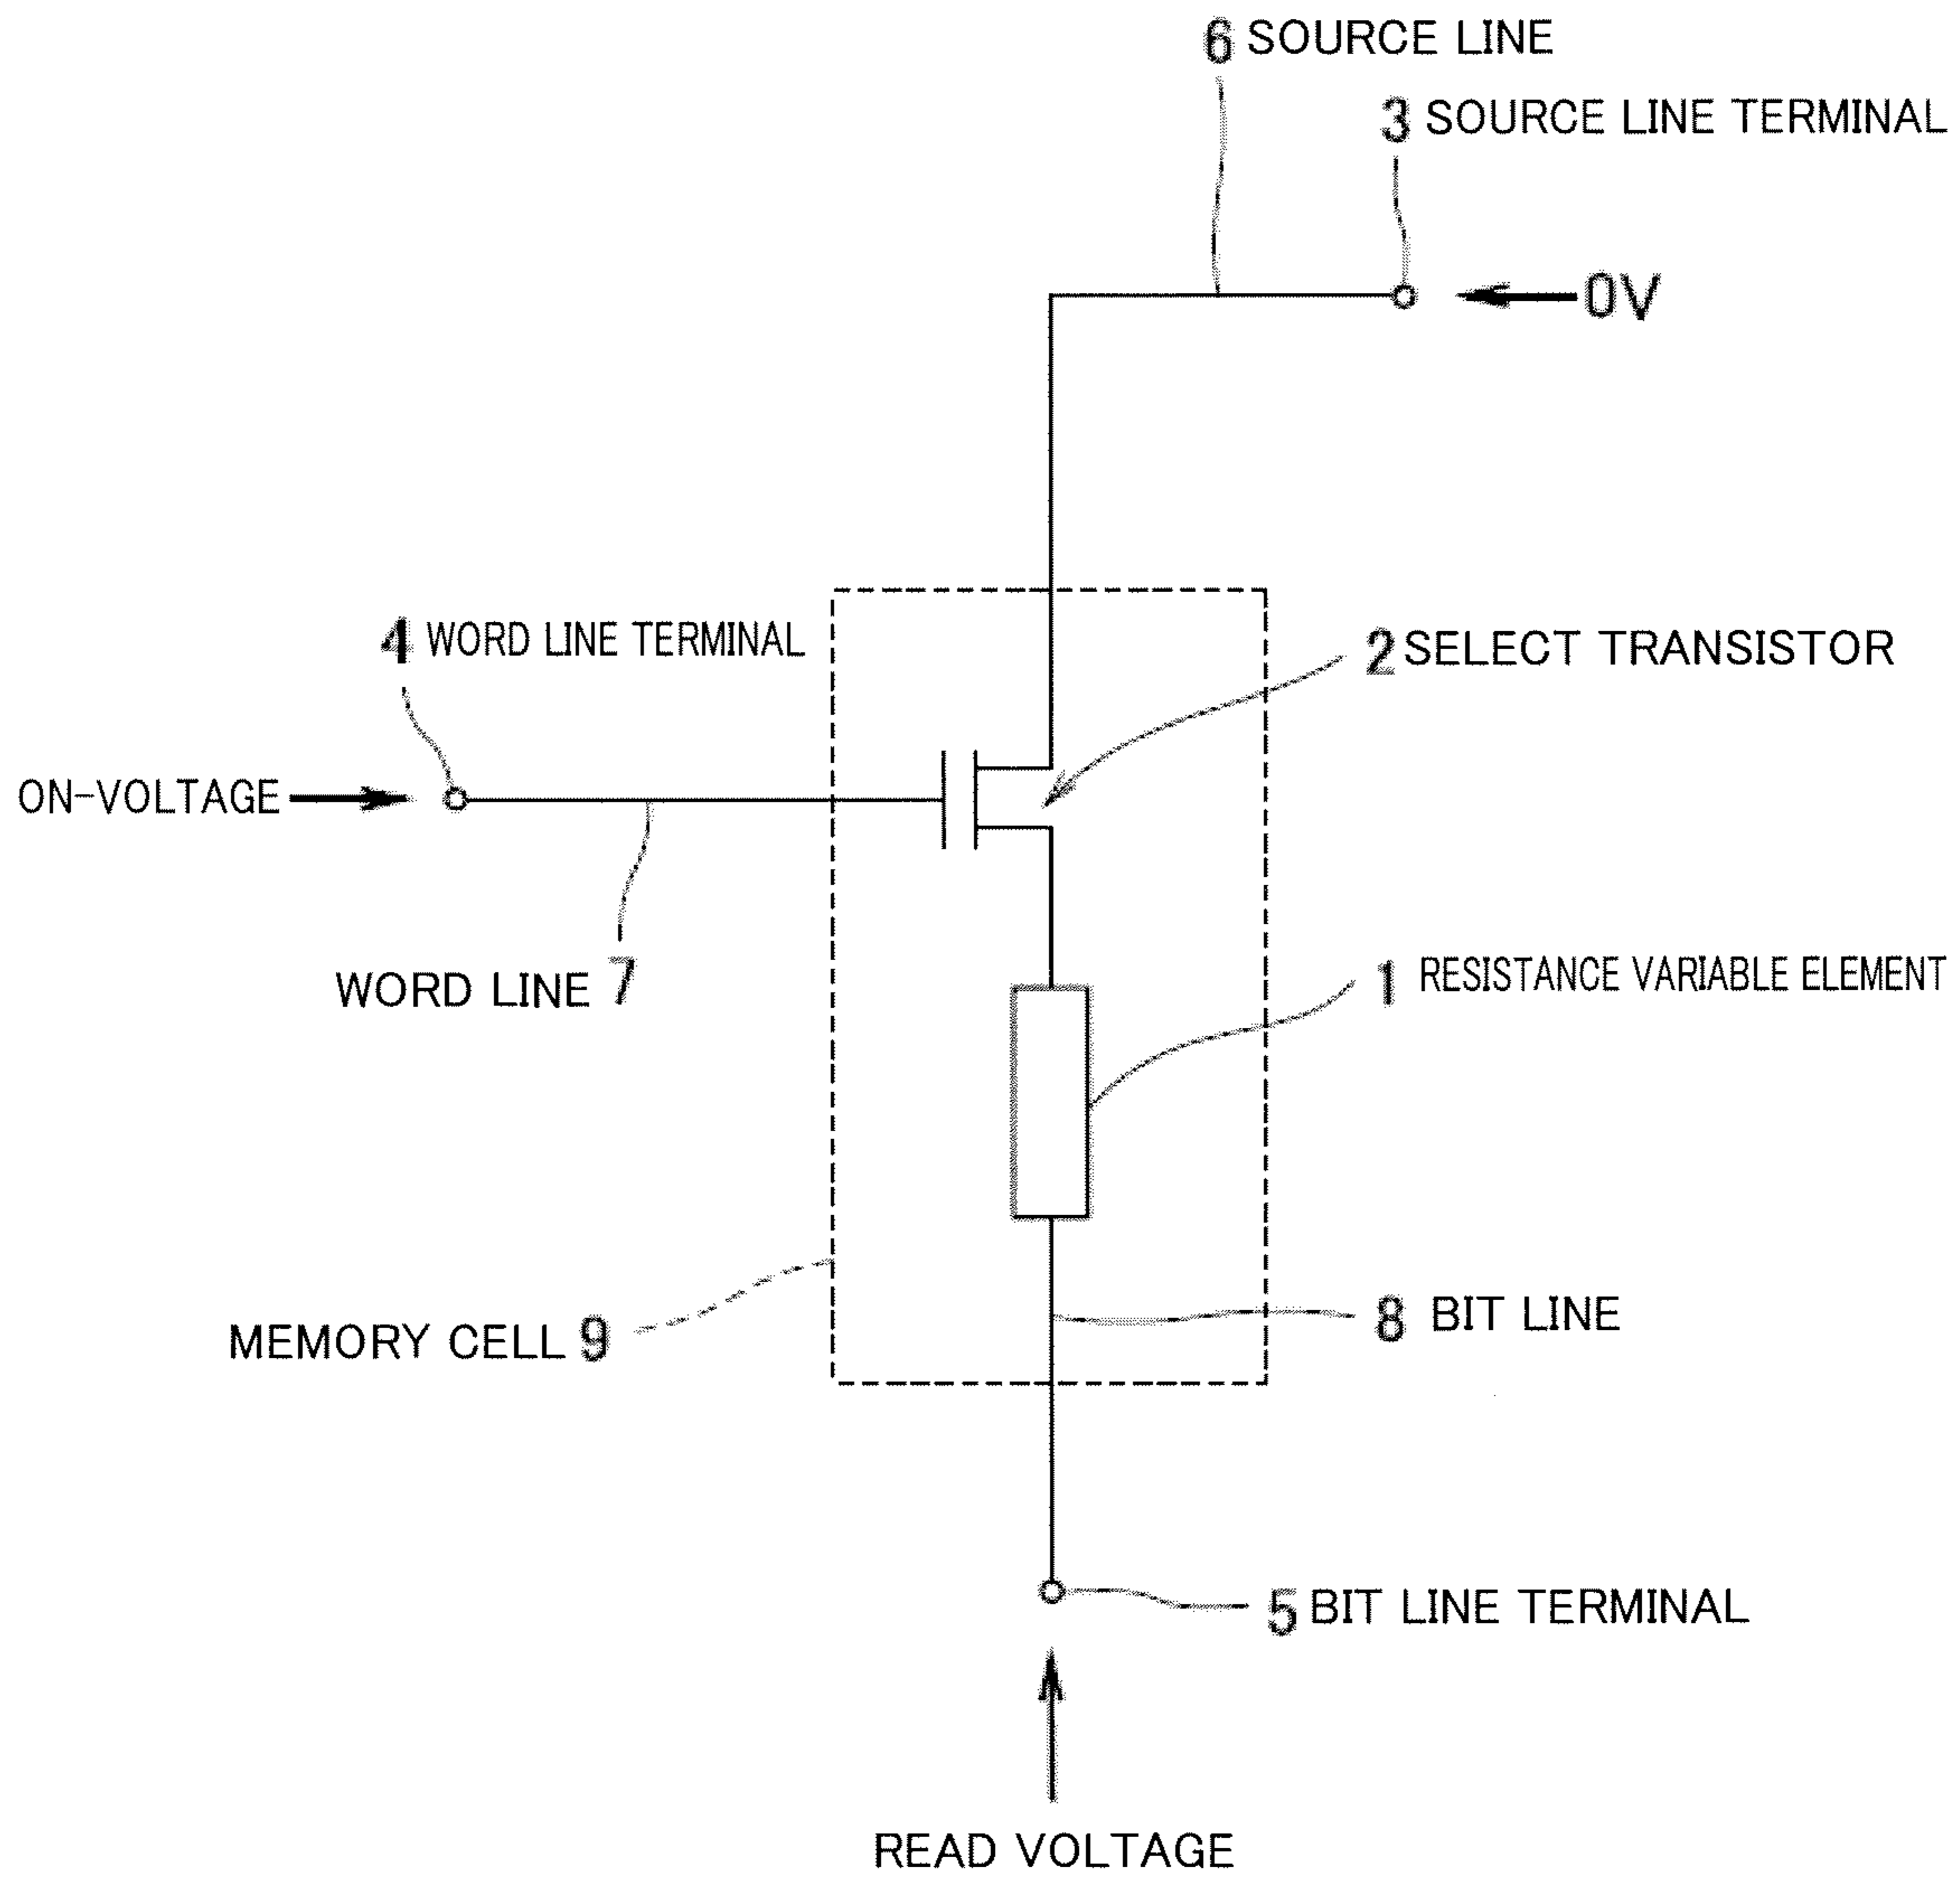 6 SOURCE LINE
3 SOURCE LINE TERMINAL
0V
4 WORD LINE TERMINAL
2 SELECT TRANSISTOR
ON-VOLTAGE
WORD LINE 7
1 RESISTANCE VARIABLE ELEMENT
MEMORY CELL 9
8 BIT LINE
5 BIT LINE TERMINAL
READ VOLTAGE